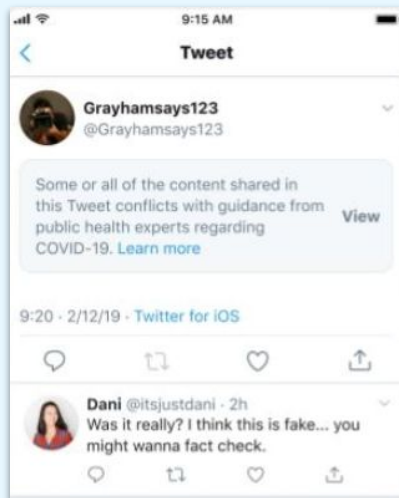 9:15 AM
Tweet
Grayhamsays123
@Grayhamsays123
Some or all of the content shared in
this Tweet conflicts with guidance from
public health experts regarding
COVID-19. Learn more
View
9:20 · 2/12/19 · Twitter for iOS
Dani @itsjustdani · 2h
Was it really? I think this is fake... you
might wanna fact check.